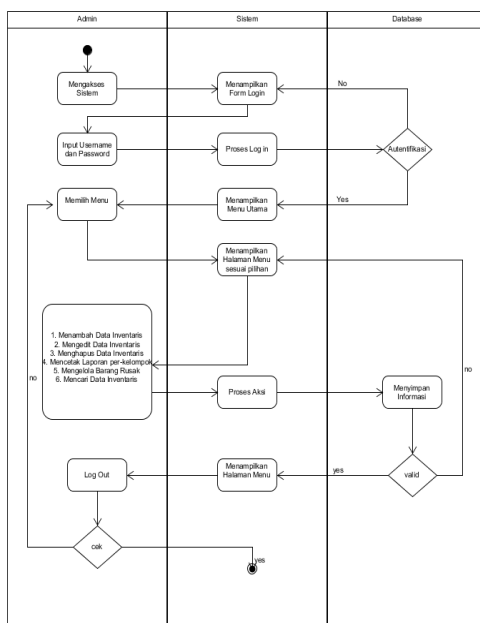 Admin
Sistem
Database
Mengakses
Sistem
Menampilkan
Form Login
No
Input Username
dan Password
Proses Log in
Autentifikasi
Memilih Menu
Menampilkan
Menu Utama
Yes
Menampilkan
Halaman Menu
sesuai pilihan
1. Menambah Data Inventaris
2. Mengedit Data Inventaris
3. Menghapus Data Inventaris
4. Mencetak Laporan per-kelompok
5. Mengelola Barang Rusak
6. Mencari Data Inventaris
no
no
Proses Aksi
Menyimpan
Informasi
Log Out
Menampilkan
Halaman Menu
yes
valid
cek
yes